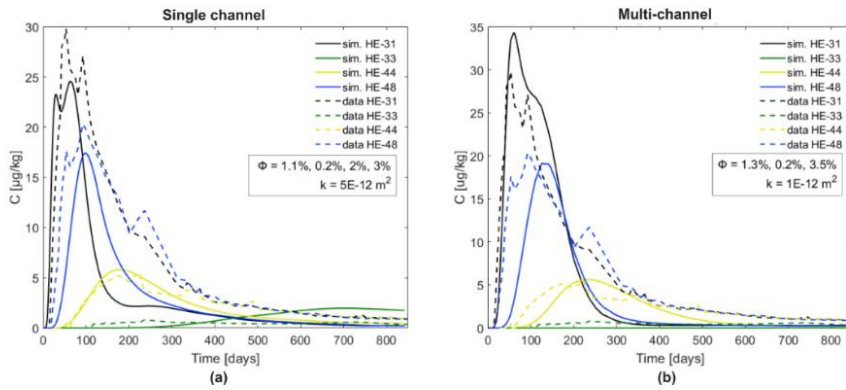 Single channel
30
25
20
15
10
5
0
C [µg/kg]
0 100 200 300 400 500 600 700 800
Time [days]
sim. HE-31
sim. HE-33
sim. HE-44
sim. HE-48
data HE-31
data HE-33
data HE-44
data HE-48
Φ = 1.1%, 0.2%, 2%, 3%
k = 5E-12 m²
(a)
Multi-channel
35
30
25
20
15
10
5
0
C [µg/kg]
0 100 200 300 400 500 600 700 800
Time [days]
sim. HE-31
sim. HE-33
sim. HE-44
sim. HE-48
data HE-31
data HE-33
data HE-44
data HE-48
Φ = 1.3%, 0.2%, 3.5%
k = 1E-12 m²
(b)